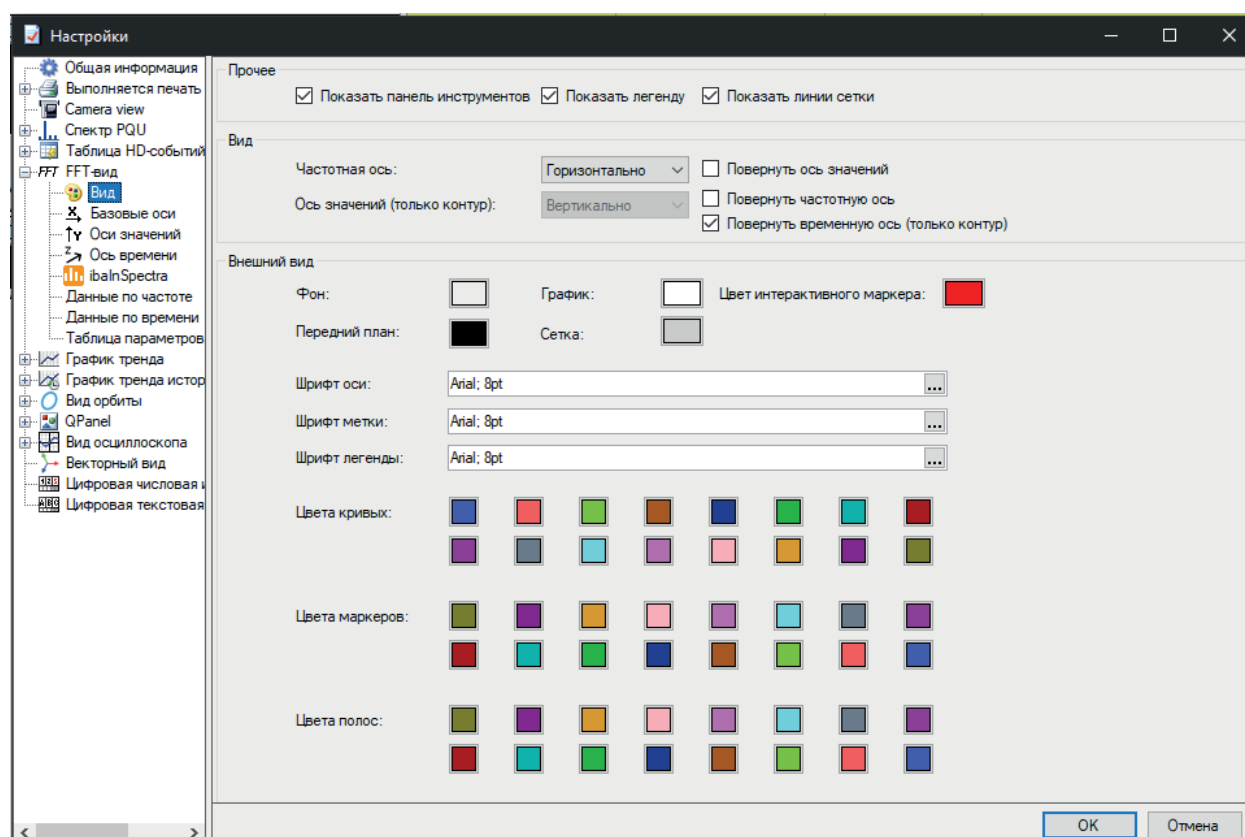 Настройки
Общая информация
Выполняется печать
Camera view
Спектр PQU
Таблица HD-событий
FFT FFT-вид
Вид
X Базовые оси
Y Оси значений
Z Ось времени
ibaInSpectra
Данные по частоте
Данные по времени
Таблица параметров
График тренда
График тренда истор
Вид орбиты
QPanel
Вид осциллоскопа
Векторный вид
Цифровая числовая и
ABC Цифровая текстовая
Прочее
Показать панель инструментов Показать легенду Показать линии сетки
Вид
Частотная ось: Горизонтально Повернуть ось значений
Ось значений (только контур): Вертикально Повернуть частотную ось
Повернуть временную ось (только контур)
Внешний вид
Фон: График: Цвет интерактивного маркера:
Передний план: Сетка:
Шрифт оси: Arial; 8pt ...
Шрифт метки: Arial; 8pt ...
Шрифт легенды: Arial; 8pt ...
Цвета кривых:
Цвета маркеров:
Цвета полос:
OK Отмена